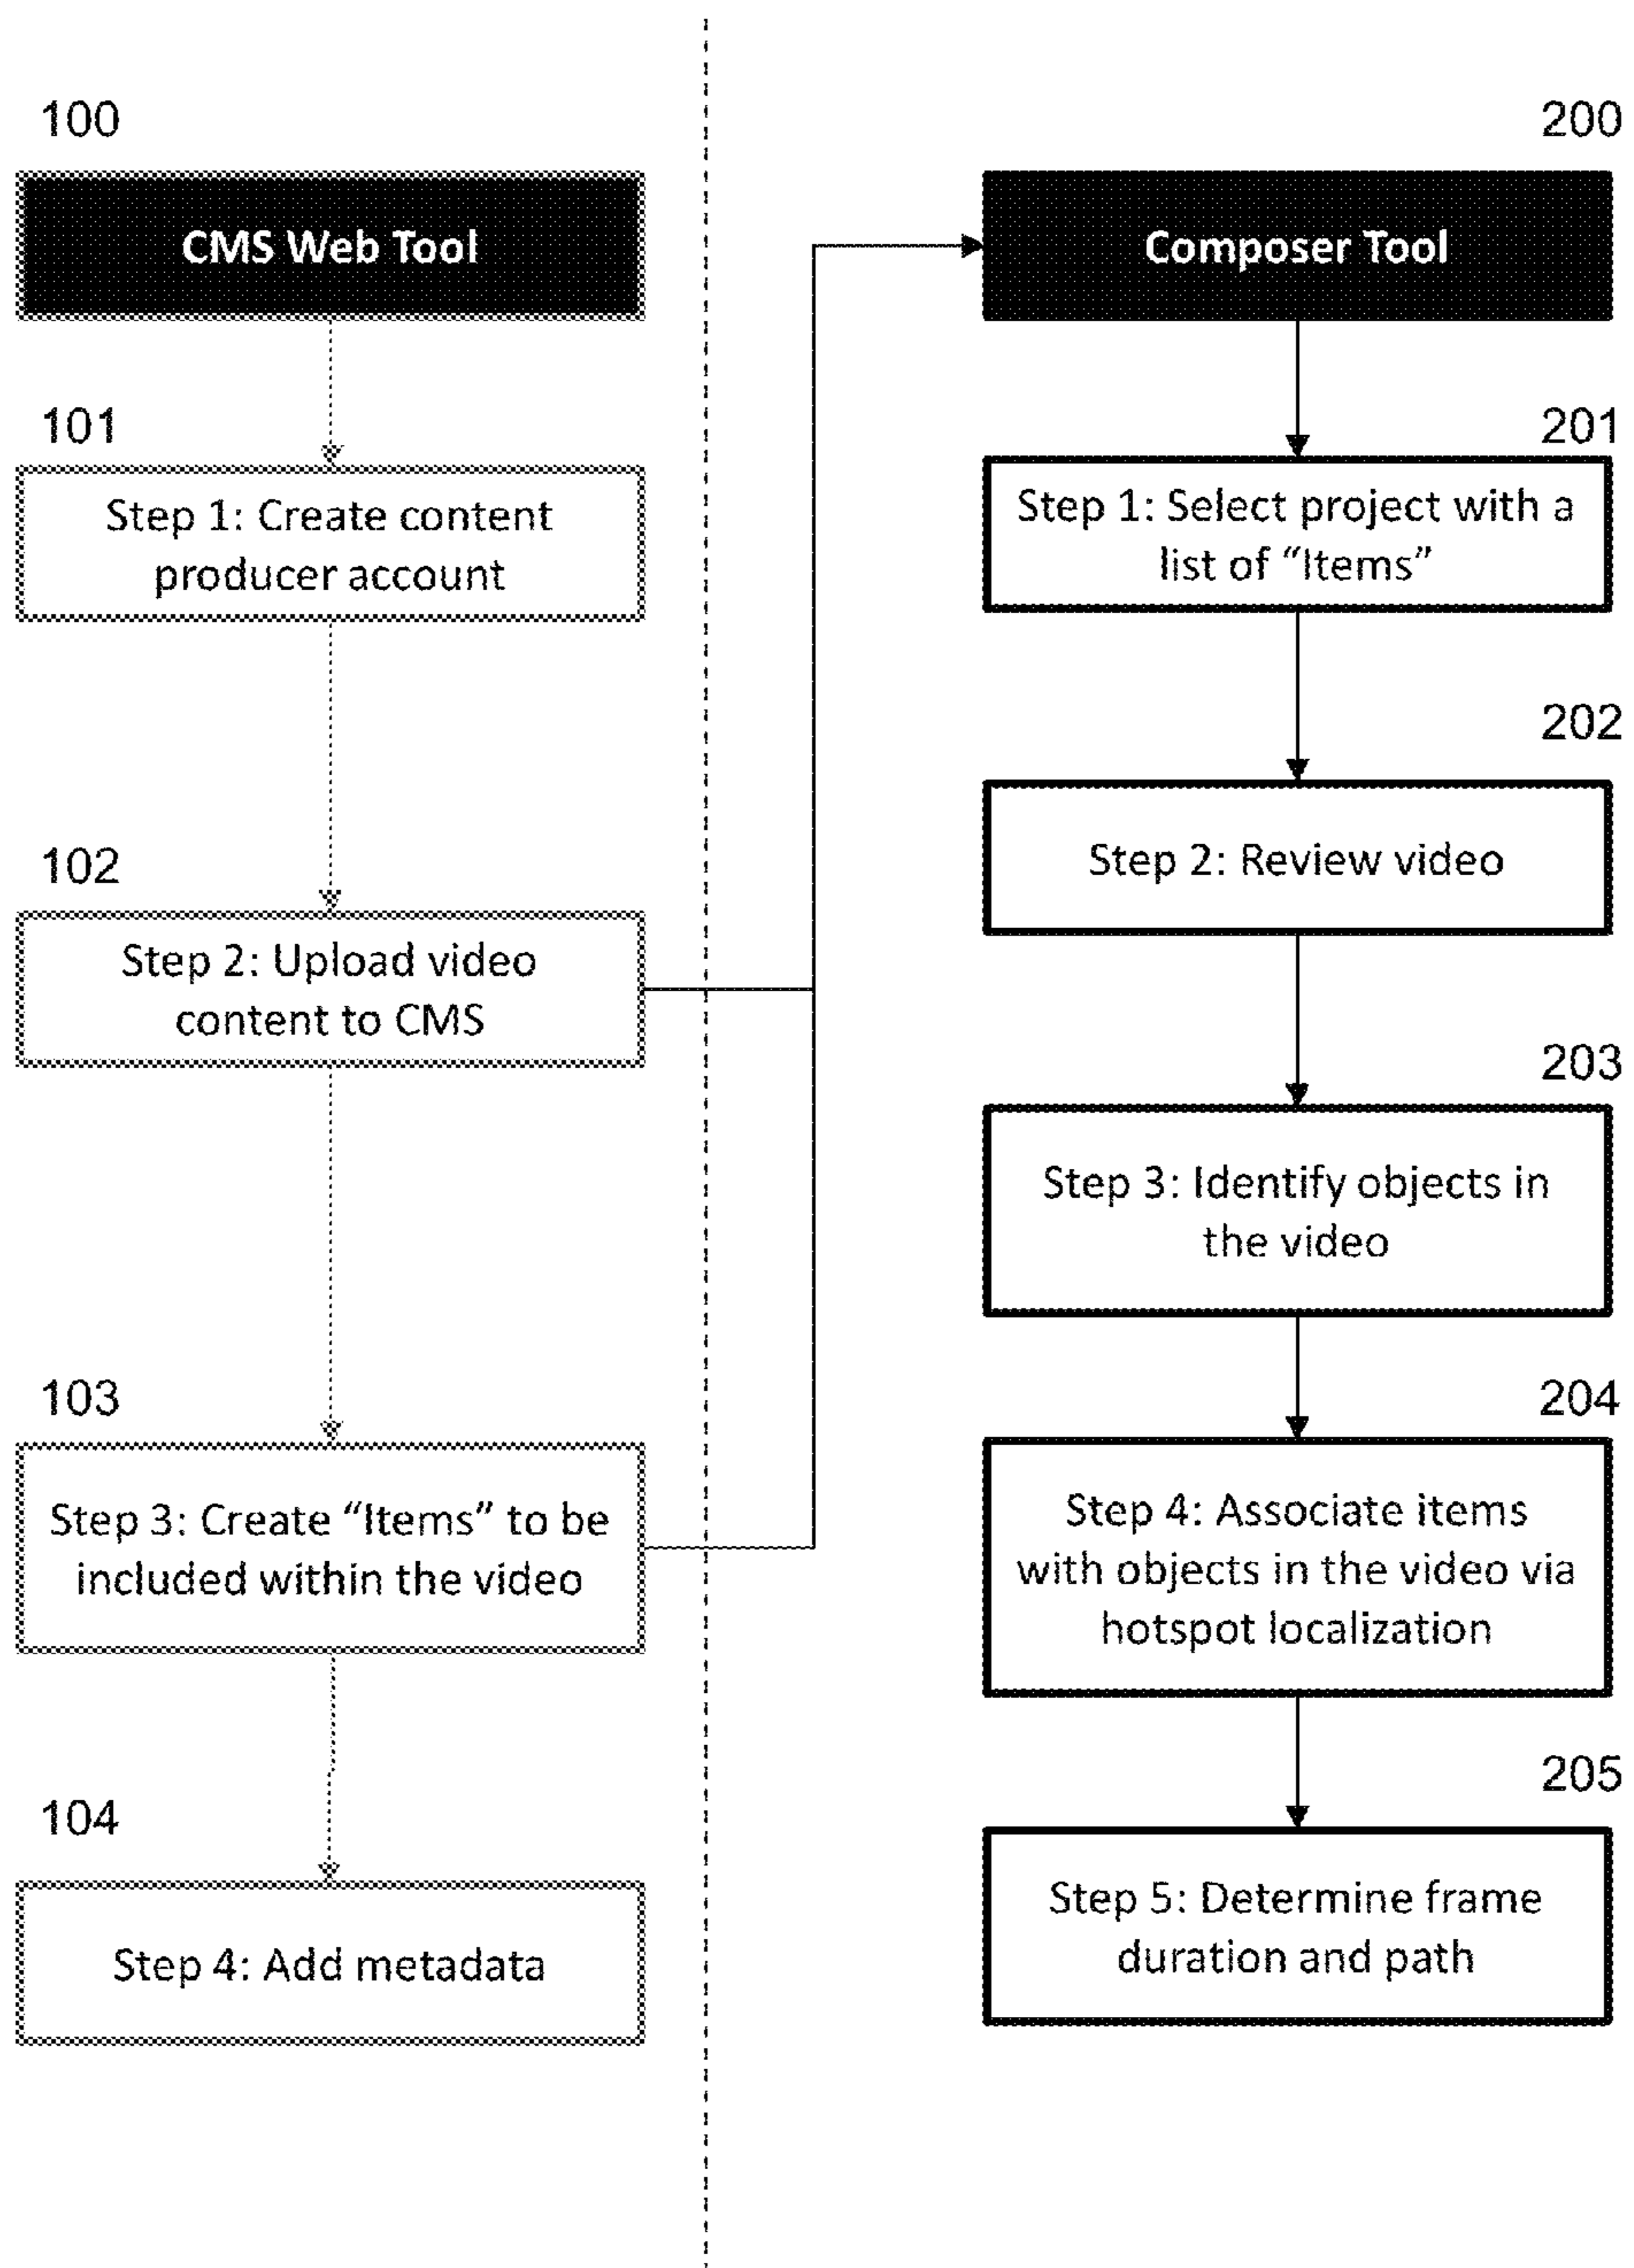 100
CMS Web Tool
101
Step 1: Create content
producer account
102
Step 2: Upload video
content to CMS
103
Step 3: Create “Items” to be
included within the video
104
Step 4: Add metadata
200
Composer Tool
201
Step 1: Select project with a
list of “Items”
202
Step 2: Review video
203
Step 3: Identify objects in
the video
204
Step 4: Associate items
with objects in the video via
hotspot localization
205
Step 5: Determine frame
duration and path